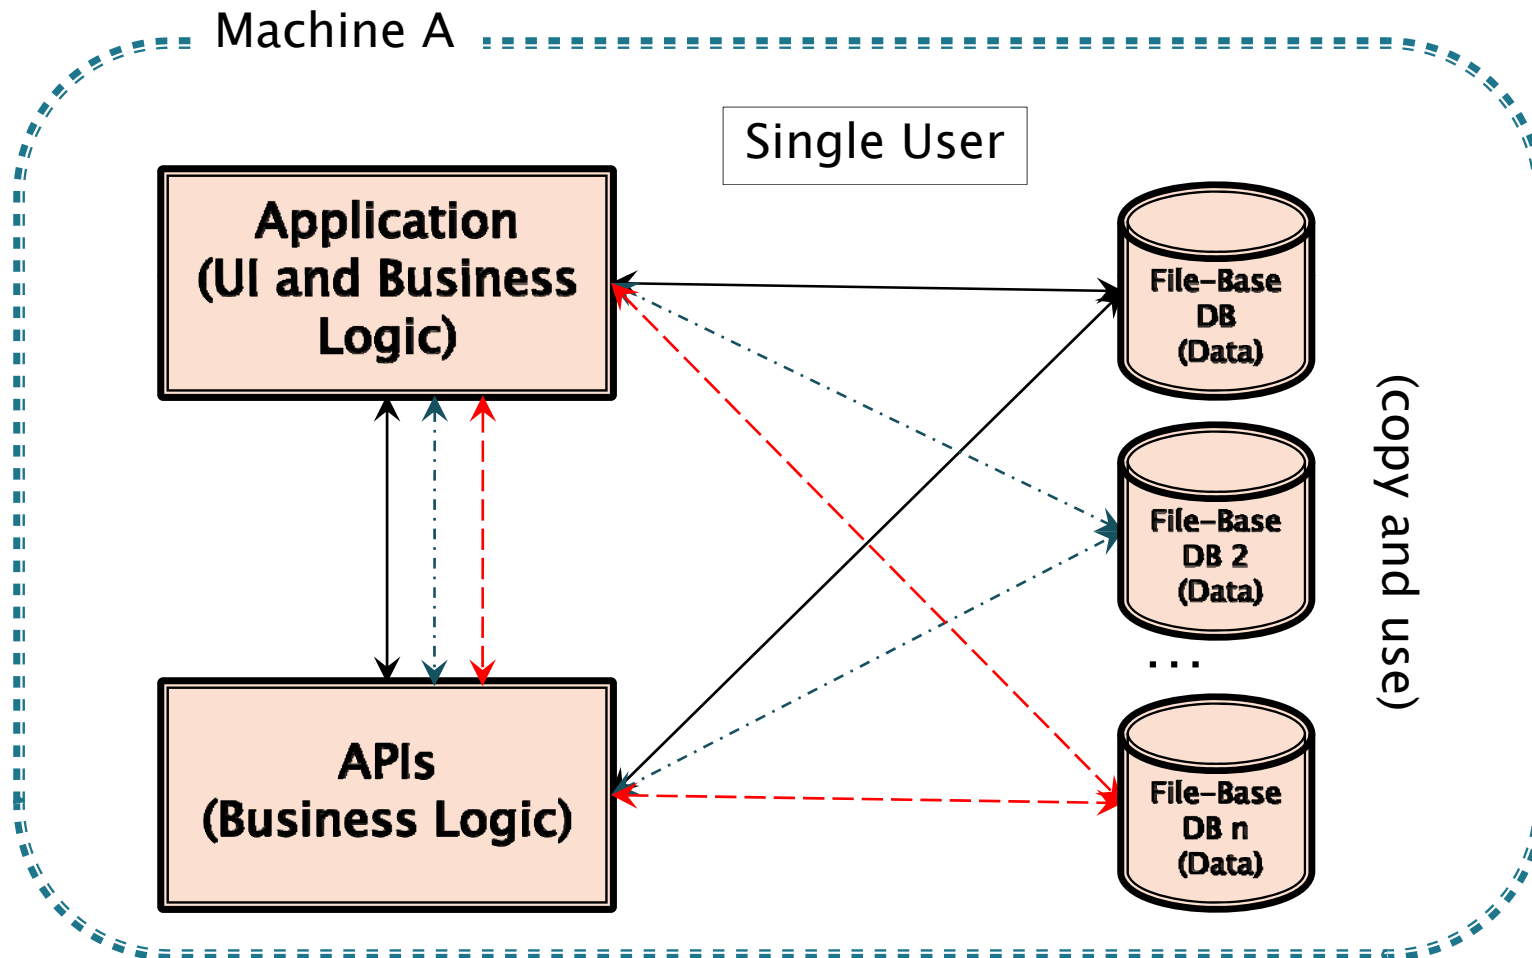 Machine A
Single User
Application
(UI and Business
Logic)
File-Base
DB
(Data)
File-Base
DB 2
(Data)
...
File-Base
DB n
(Data)
(copy and use)
APIs
(Business Logic)